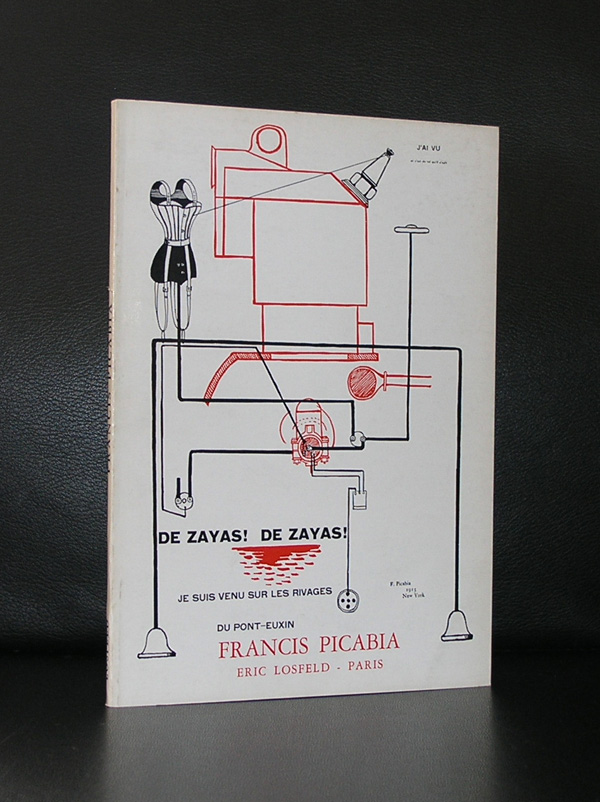 J'AI VU
DE ZAYAS! DE ZAYAS!
JE SUIS VENU SUR LES RIVAGES
F. Picabia
1915
New York
DU PONT-EUXIN
FRANCIS PICABIA
ERIC LOSFELD - PARIS